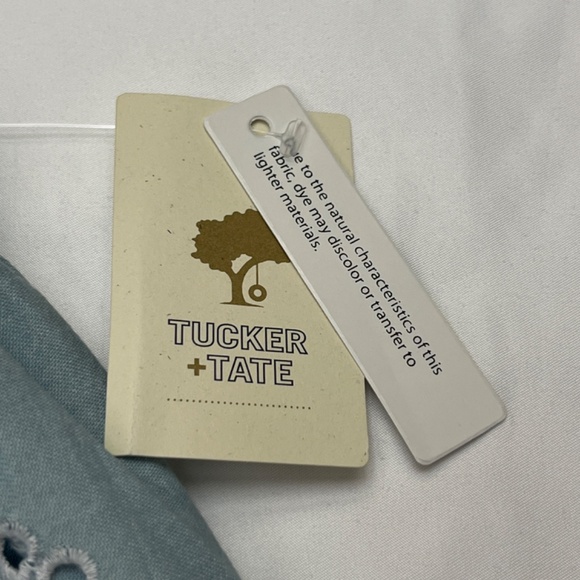 TUCKER
+TATE
e to the natural characteristics of this
fabric, dye may discolor or transfer to
lighter materials.